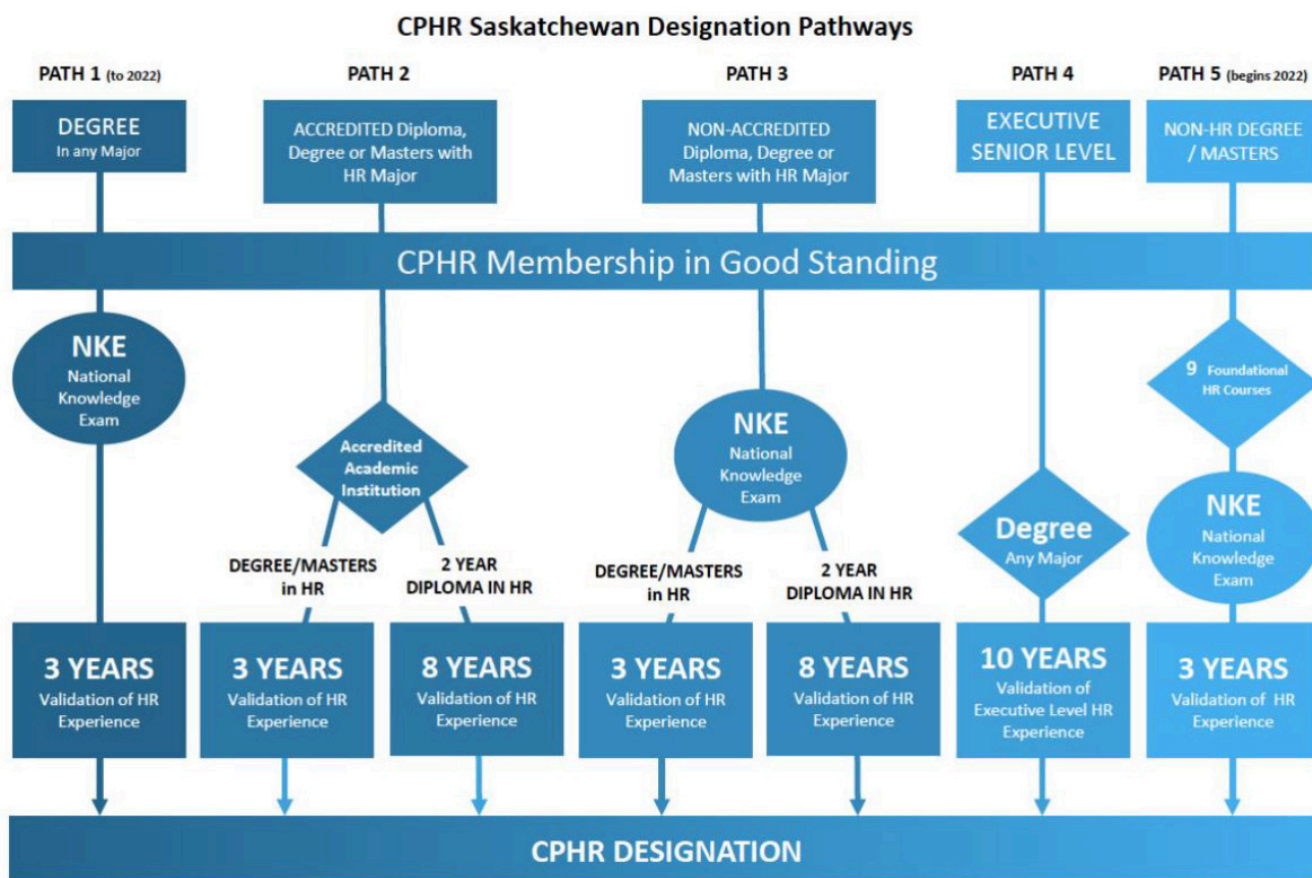 CPHR Saskatchewan Designation Pathways
PATH 1 (to 2022)
PATH 2
PATH 3
PATH 4
PATH 5 (begins 2022)
DEGREE
In any Major
ACCREDITED Diploma,
Degree or Masters with
HR Major
NON-ACCREDITED
Diploma, Degree or
Masters with HR Major
EXECUTIVE
SENIOR LEVEL
NON-HR DEGREE
/ MASTERS
CPHR Membership in Good Standing
NKE
National
Knowledge
Exam
Accredited
Academic
Institution
NKE
National
Knowledge
Exam
Degree
Any Major
9 Foundational
HR Courses
NKE
National
Knowledge
Exam
DEGREE/MASTERS
in HR
2 YEAR
DIPLOMA IN HR
DEGREE/MASTERS
in HR
2 YEAR
DIPLOMA IN HR
3 YEARS
Validation of HR
Experience
3 YEARS
Validation of HR
Experience
8 YEARS
Validation of HR
Experience
3 YEARS
Validation of HR
Experience
8 YEARS
Validation of HR
Experience
10 YEARS
Validation of
Executive Level HR
Experience
3 YEARS
Validation of HR
Experience
CPHR DESIGNATION